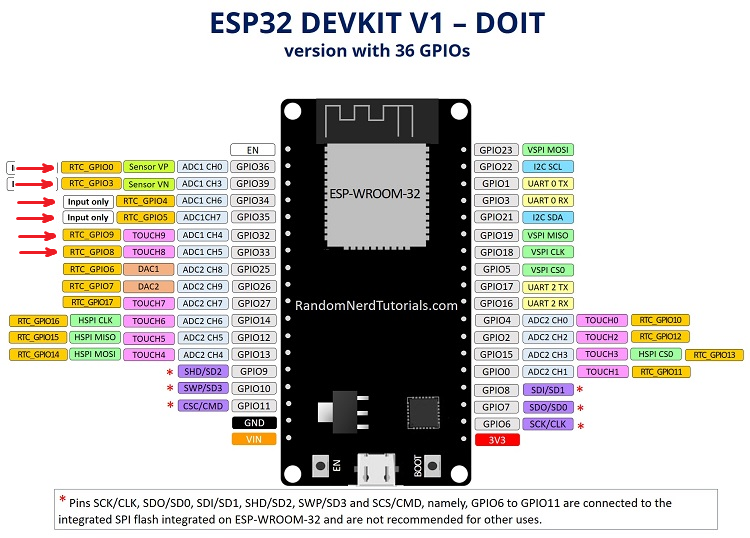 ESP32 DEVKIT V1 – DOIT
version with 36 GPIOs
EN GPIO23 VSPI MOSI
RTC_GPIO0 Sensor VP ADC1 CH0 GPIO36 GPIO22 I2C SCL
RTC_GPIO3 Sensor VN ADC1 CH3 GPIO39 GPIO1 UART 0 TX
Input only RTC_GPIO4 ADC1 CH6 GPIO34 GPIO3 UART 0 RX
Input only RTC_GPIO5 ADC1CH7 GPIO35 GPIO21 I2C SDA
RTC_GPIO9 TOUCH9 ADC1 CH4 GPIO32 GPIO19 VSPI MISO
RTC_GPIO8 TOUCH8 ADC1 CH5 GPIO33 GPIO18 VSPI CLK
RTC_GPIO6 DAC1 ADC2 CH8 GPIO25 GPIO5 VSPI CS0
RTC_GPIO7 DAC2 ADC2 CH9 GPIO26 GPIO17 UART 2 TX
RTC_GPIO17 TOUCH7 ADC2 CH7 GPIO27 GPIO16 UART 2 RX
RTC_GPIO16 HSPI CLK TOUCH6 ADC2 CH6 GPIO14 GPIO4 ADC2 CH0 TOUCH0 RTC_GPIO10
RTC_GPIO15 HSPI MISO TOUCH5 ADC2 CH5 GPIO12 GPIO2 ADC2 CH2 TOUCH2 RTC_GPIO12
RTC_GPIO14 HSPI MOSI TOUCH4 ADC2 CH4 GPIO13 GPIO15 ADC2 CH3 TOUCH3 HSPI CS0 RTC_GPIO13
* SHD/SD2 GPIO9 GPIO0 ADC2 CH1 TOUCH1 RTC_GPIO11
* SWP/SD3 GPIO10 GPIO8 SDI/SD1 *
* CSC/CMD GPIO11 GPIO7 SDO/SD0 *
GND GPIO6 SCK/CLK *
VIN 3V3
ESP-WROOM-32
RandomNerdTutorials.com
EN BOOT
* Pins SCK/CLK, SDO/SD0, SDI/SD1, SHD/SD2, SWP/SD3 and SCS/CMD, namely, GPIO6 to GPIO11 are connected to the
integrated SPI flash integrated on ESP-WROOM-32 and are not recommended for other uses.